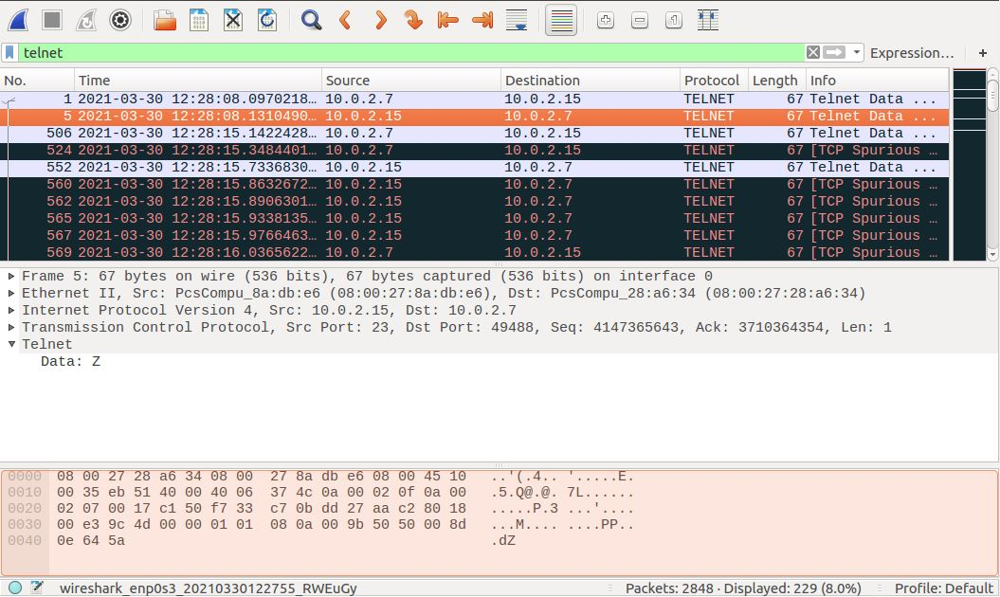 telnet Expression… +
No. Time Source Destination Protocol Length Info
1 2021-03-30 12:28:08.0970218… 10.0.2.7 10.0.2.15 TELNET 67 Telnet Data ...
5 2021-03-30 12:28:08.1310490… 10.0.2.15 10.0.2.7 TELNET 67 Telnet Data ...
506 2021-03-30 12:28:15.1422428… 10.0.2.7 10.0.2.15 TELNET 67 Telnet Data ...
524 2021-03-30 12:28:15.3484401… 10.0.2.7 10.0.2.15 TELNET 67 [TCP Spurious …
552 2021-03-30 12:28:15.7336830… 10.0.2.15 10.0.2.7 TELNET 67 Telnet Data ...
560 2021-03-30 12:28:15.8632672… 10.0.2.15 10.0.2.7 TELNET 67 [TCP Spurious …
562 2021-03-30 12:28:15.8906301… 10.0.2.15 10.0.2.7 TELNET 67 [TCP Spurious …
565 2021-03-30 12:28:15.9338135… 10.0.2.15 10.0.2.7 TELNET 67 [TCP Spurious …
567 2021-03-30 12:28:15.9766463… 10.0.2.15 10.0.2.7 TELNET 67 [TCP Spurious …
569 2021-03-30 12:28:16.0365622… 10.0.2.7 10.0.2.15 TELNET 67 [TCP Spurious …
Frame 5: 67 bytes on wire (536 bits), 67 bytes captured (536 bits) on interface 0
Ethernet II, Src: PcsCompu_8a:db:e6 (08:00:27:8a:db:e6), Dst: PcsCompu_28:a6:34 (08:00:27:28:a6:34)
Internet Protocol Version 4, Src: 10.0.2.15, Dst: 10.0.2.7
Transmission Control Protocol, Src Port: 23, Dst Port: 49488, Seq: 4147365643, Ack: 3710364354, Len: 1
Telnet
Data: Z
0000 08 00 27 28 a6 34 08 00 27 8a db e6 08 00 45 10 ..'(.4.. '.....E.
0010 00 35 eb 51 40 00 40 06 37 4c 0a 00 02 0f 0a 00 .5.Q@.@. 7L......
0020 02 07 00 17 c1 50 f7 33 c7 0b dd 27 aa c2 80 18 .....P.3 ...'....
0030 00 e3 9c 4d 00 00 01 01 08 0a 00 9b 50 50 00 8d ...M.... ....PP..
0040 0e 64 5a .dZ
wireshark_enp0s3_20210330122755_RWEuGy Packets: 2848 · Displayed: 229 (8.0%) Profile: Default